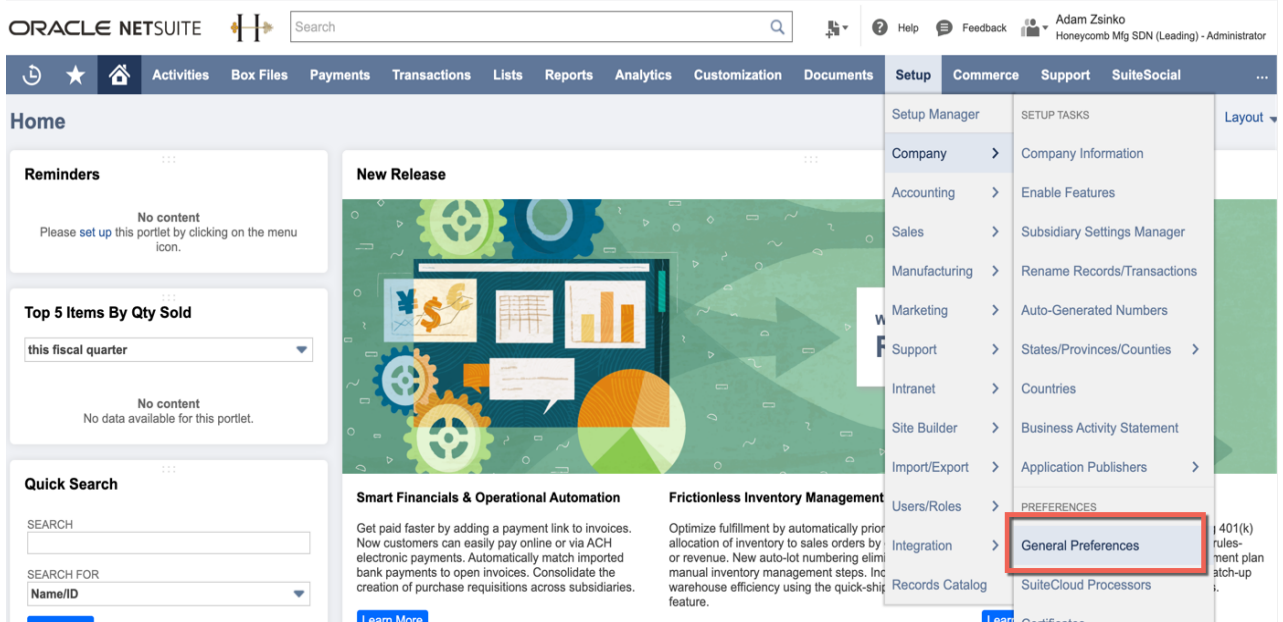 ORACLE NETSUITE
H
Search
Help
Feedback
Adam Zsinko
Honeycomb Mfg SDN (Leading) - Administrator
Activities
Box Files
Payments
Transactions
Lists
Reports
Analytics
Customization
Documents
Setup
Commerce
Support
SuiteSocial
...
Home
Layout
Setup Manager
Company
Accounting
Sales
Manufacturing
Marketing
Support
Intranet
Site Builder
Import/Export
Users/Roles
Integration
Records Catalog
SETUP TASKS
Company Information
Enable Features
Subsidiary Settings Manager
Rename Records/Transactions
Auto-Generated Numbers
States/Provinces/Counties
Countries
Business Activity Statement
Application Publishers
PREFERENCES
General Preferences
SuiteCloud Processors
Reminders
No content
Please set up this portlet by clicking on the menu
icon.
Top 5 Items By Qty Sold
this fiscal quarter
No content
No data available for this portlet.
Quick Search
SEARCH
SEARCH FOR
Name/ID
New Release
¥ $ €
W
F
Smart Financials & Operational Automation
Get paid faster by adding a payment link to invoices.
Now customers can easily pay online or via ACH
electronic payments. Automatically match imported
bank payments to open invoices. Consolidate the
creation of purchase requisitions across subsidiaries.
Learn More
Frictionless Inventory Management
Optimize fulfillment by automatically prior
allocation of inventory to sales orders by
or revenue. New auto-lot numbering elim
manual inventory management steps. Inc
warehouse efficiency using the quick-ship
feature.
Learn
401(k)
rules-
ment plan
atch-up
s.